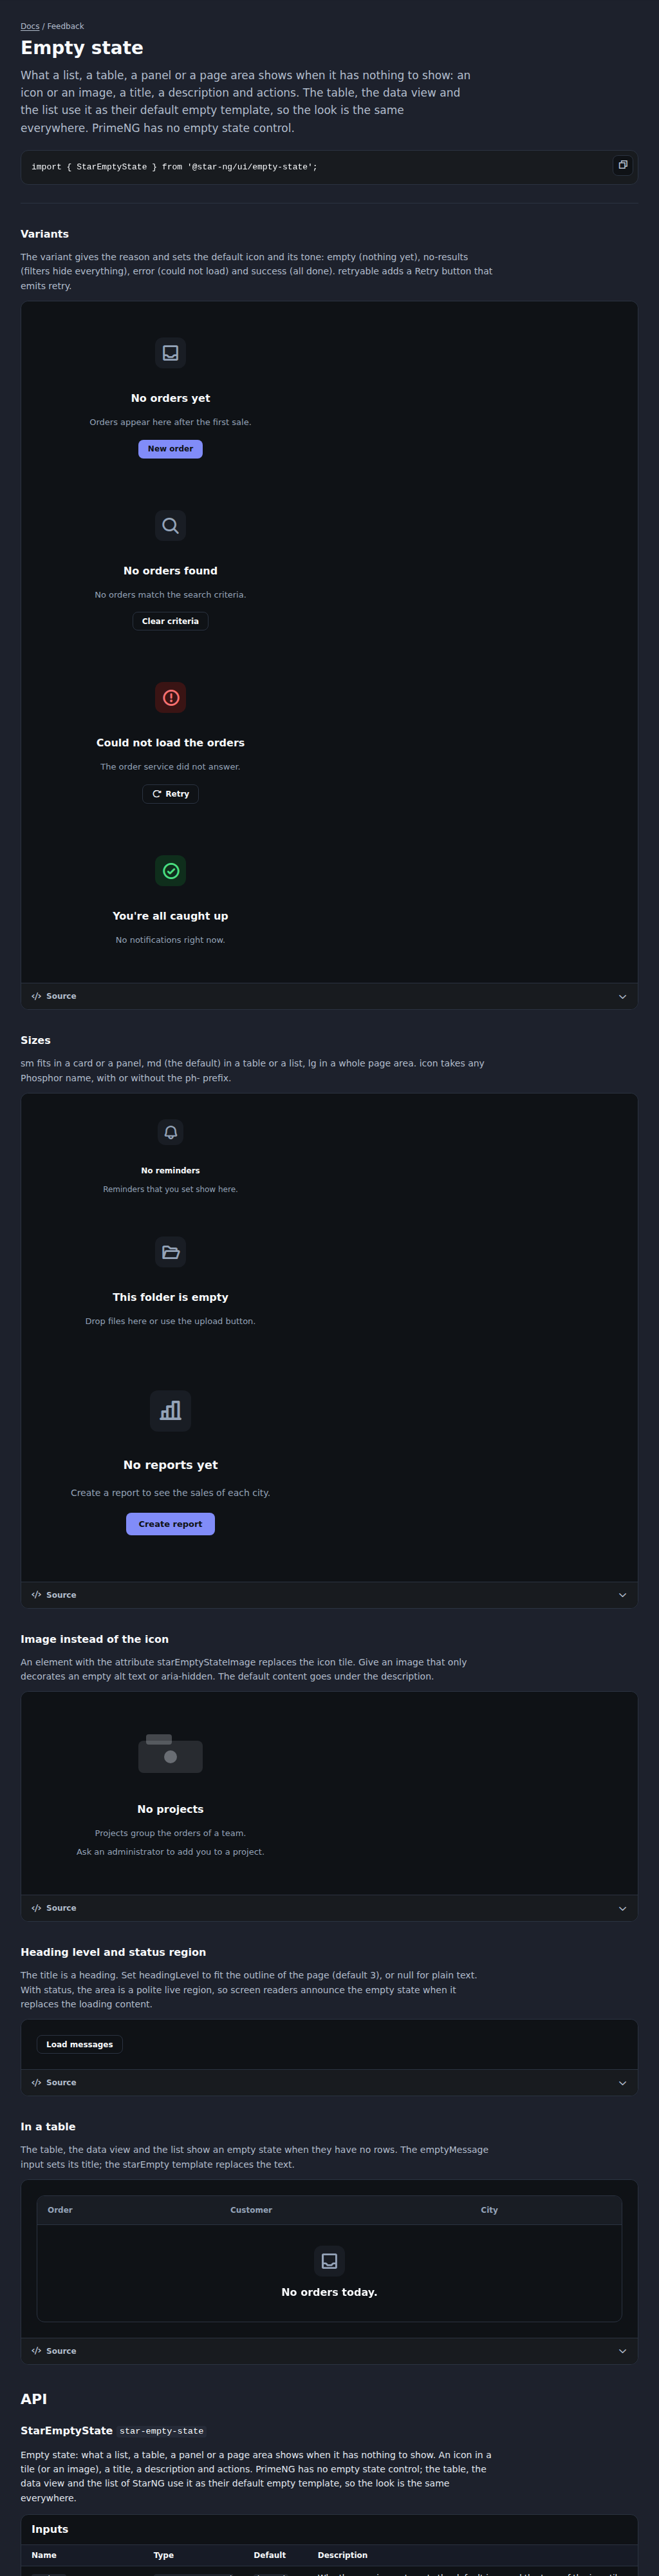 Docs / Feedback
Empty state
What a list, a table, a panel or a page area shows when it has nothing to show: an
icon or an image, a title, a description and actions. The table, the data view and
the list use it as their default empty template, so the look is the same
everywhere. PrimeNG has no empty state control.
import { StarEmptyState } from '@star-ng/ui/empty-state';
Variants
The variant gives the reason and sets the default icon and its tone: empty (nothing yet), no-results
(filters hide everything), error (could not load) and success (all done). retryable adds a Retry button that
emits retry.
No orders yet
Orders appear here after the first sale.
New order
No orders found
No orders match the search criteria.
Clear criteria
Could not load the orders
The order service did not answer.
Retry
You're all caught up
No notifications right now.
Source
Sizes
sm fits in a card or a panel, md (the default) in a table or a list, lg in a whole page area. icon takes any
Phosphor name, with or without the ph- prefix.
No reminders
Reminders that you set show here.
This folder is empty
Drop files here or use the upload button.
No reports yet
Create a report to see the sales of each city.
Create report
Source
Image instead of the icon
An element with the attribute starEmptyStateImage replaces the icon tile. Give an image that only
decorates an empty alt text or aria-hidden. The default content goes under the description.
No projects
Projects group the orders of a team.
Ask an administrator to add you to a project.
Source
Heading level and status region
The title is a heading. Set headingLevel to fit the outline of the page (default 3), or null for plain text.
With status, the area is a polite live region, so screen readers announce the empty state when it
replaces the loading content.
Load messages
Source
In a table
The table, the data view and the list show an empty state when they have no rows. The emptyMessage
input sets its title; the starEmpty template replaces the text.
Order Customer City
No orders today.
Source
API
StarEmptyState star-empty-state
Empty state: what a list, a table, a panel or a page area shows when it has nothing to show. An icon in a
tile (or an image), a title, a description and actions. PrimeNG has no empty state control; the table, the
data view and the list of StarNG use it as their default empty template, so the look is the same
everywhere.
Inputs
Name Type Default Description